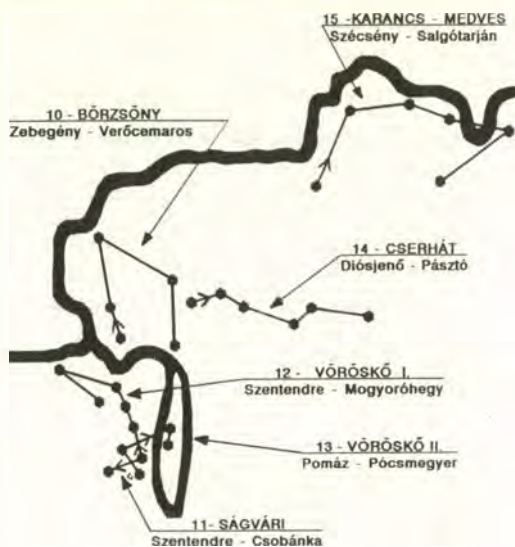 15 -KARANCS - MEDVES
Szécsény - Salgótarján
10 - BÖRZSÖNY
Zebegény - Verőcemaros
14 - CSERHÁT
Diósjenő - Pásztó
12 - VÖRÖSKŐ I.
Szentendre - Mogyoróhegy
13 - VÖRÖSKŐ II.
Pomáz - Pócsmegyer
11- SÁGVÁRI
Szentendre - Csobánka